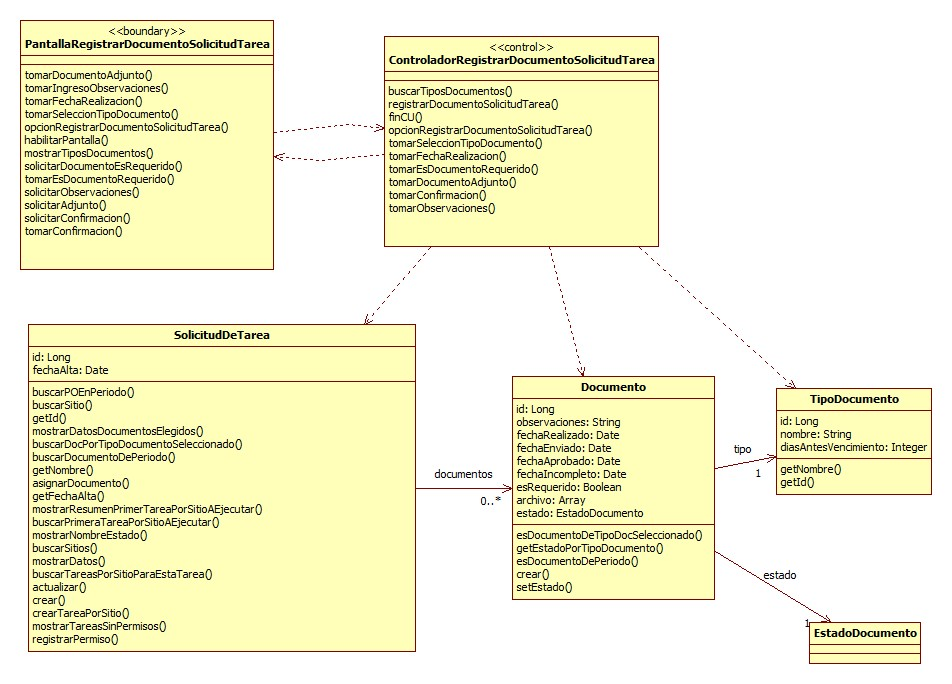 <<boundary>>
PantallaRegistrarDocumentoSolicitudTarea
tomarDocumentoAdjunto()
tomarIngresoObservaciones()
tomarFechaRealizacion()
tomarSeleccionTipoDocumento()
opcionRegistrarDocumentoSolicitudTarea()
habilitarPantalla()
mostrarTiposDocumentos()
solicitarDocumentoEsRequerido()
tomarEsDocumentoRequerido()
solicitarObservaciones()
solicitarAdjunto()
solicitarConfirmacion()
tomarConfirmacion()
<<control>>
ControladorRegistrarDocumentoSolicitudTarea
buscarTiposDocumentos()
registrarDocumentoSolicitudTarea()
finCU()
opcionRegistrarDocumentoSolicitudTarea()
tomarSeleccionTipoDocumento()
tomarFechaRealizacion()
tomarEsDocumentoRequerido()
tomarDocumentoAdjunto()
tomarConfirmacion()
tomarObservaciones()
SolicitudDeTarea
id: Long
fechaAlta: Date
buscarPOEnPeriodo()
buscarSitio()
getId()
mostrarDatosDocumentosElegidos()
buscarDocPorTipoDocumentoSeleccionado()
buscarDocumentoDePeriodo()
getNombre()
asignarDocumento()
getFechaAlta()
mostrarResumenPrimerTareaPorSitioAEjecutar()
buscarPrimeraTareaPorSitioAEjecutar()
mostrarNombreEstado()
buscarSitios()
mostrarDatos()
buscarTareasPorSitioParaEstaTarea()
actualizar()
crear()
crearTareaPorSitio()
mostrarTareasSinPermisos()
registrarPermiso()
documentos
0..*
Documento
id: Long
observaciones: String
fechaRealizado: Date
fechaEnviado: Date
fechaAprobado: Date
fechaIncompleto: Date
esRequerido: Boolean
archivo: Array
estado: EstadoDocumento
esDocumentoDeTipoDocSeleccionado()
getEstadoPorTipoDocumento()
esDocumentoDePeriodo()
crear()
setEstado()
tipo
1
TipoDocumento
id: Long
nombre: String
diasAntesVencimiento: Integer
getNombre()
getId()
estado
1
EstadoDocumento